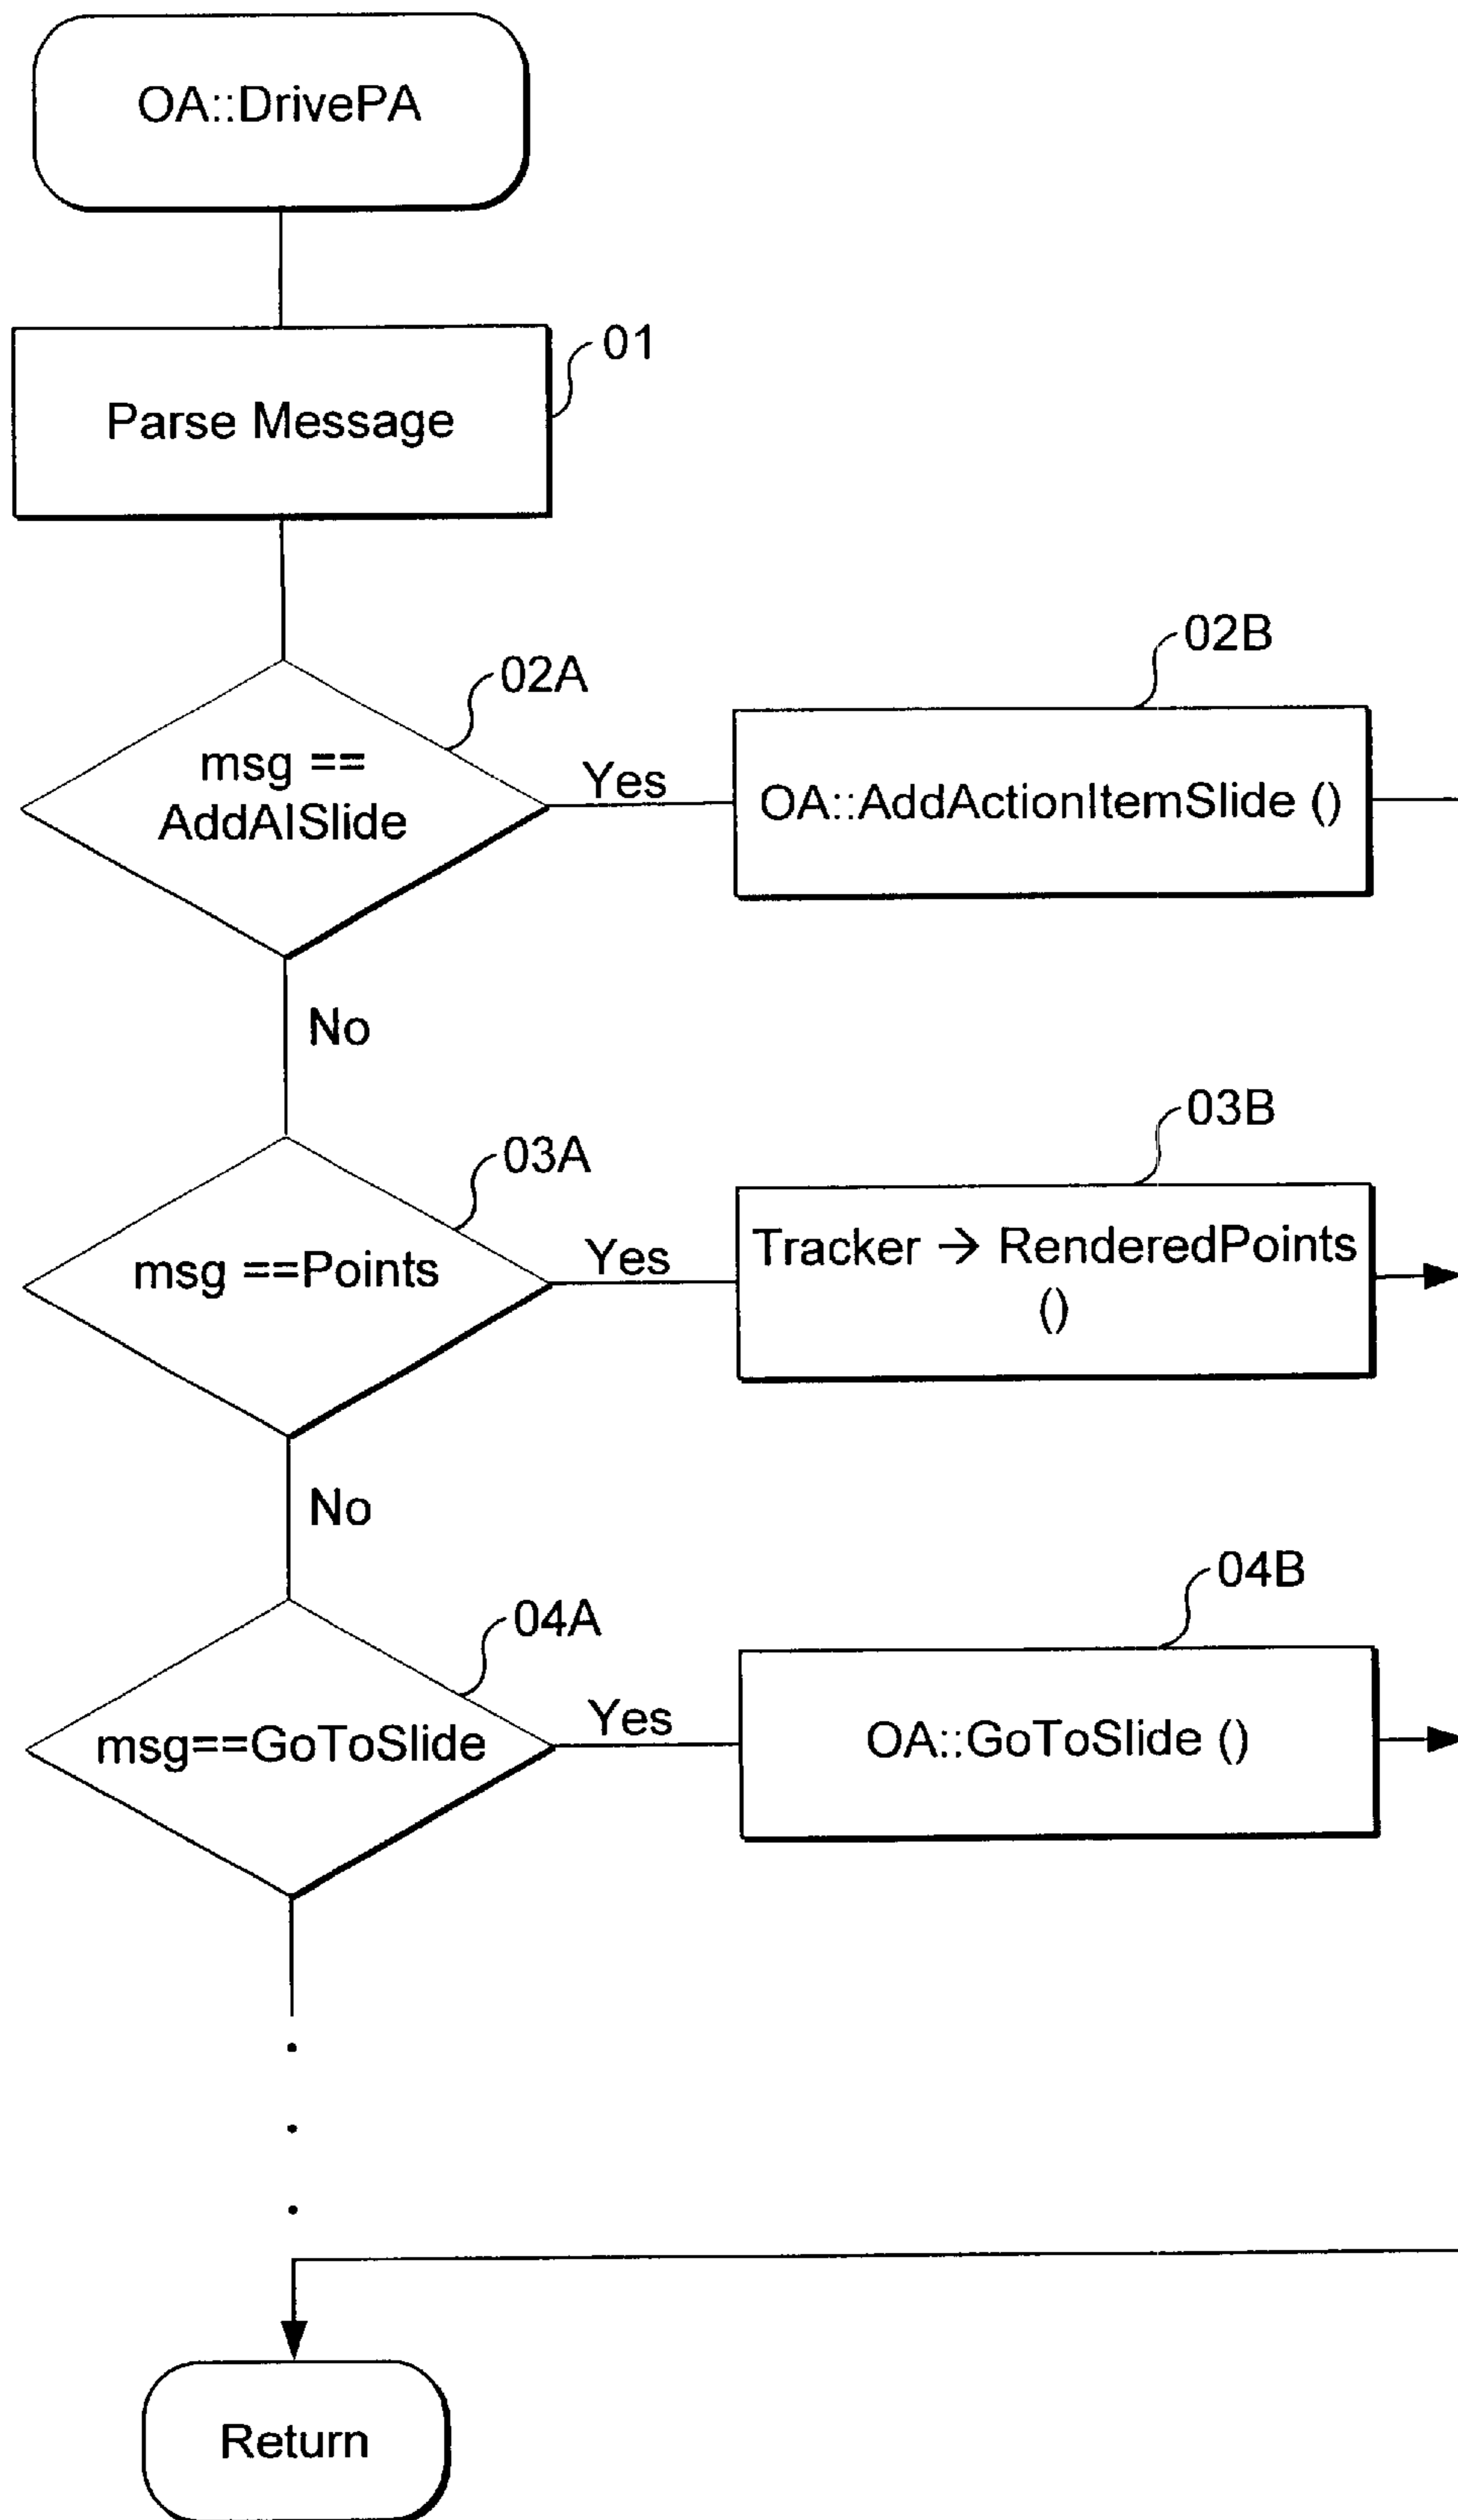 OA::DrivePA
01
Parse Message
02A
02B
msg ==
AddAISlide
Yes
OA::AddActionItemSlide ()
No
03A
03B
msg ==Points
Yes
Tracker → RenderedPoints
()
No
04A
04B
msg==GoToSlide
Yes
OA::GoToSlide ()
Return